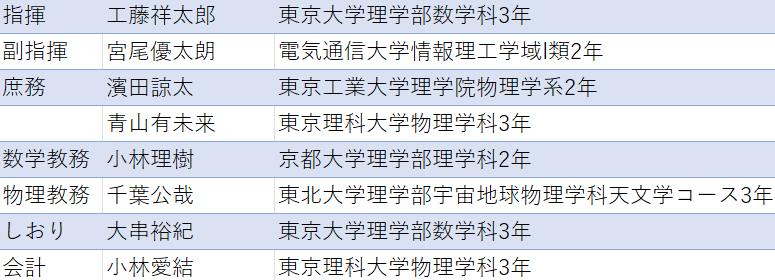 指揮 工藤祥太郎 東京大学理学部数学科3年
副指揮 宮尾優太朗 電気通信大学情報理工学域I類2年
庶務 濱田諒太 東京工業大学理学院物理学系2年
青山有未来 東京理科大学物理学科3年
数学教務 小林理樹 京都大学理学部理学科2年
物理教務 千葉公哉 東北大学理学部宇宙地球物理学科天文学コース3年
しおり 大串裕紀 東京大学理学部数学科3年
会計 小林愛結 東京理科大学物理学科3年